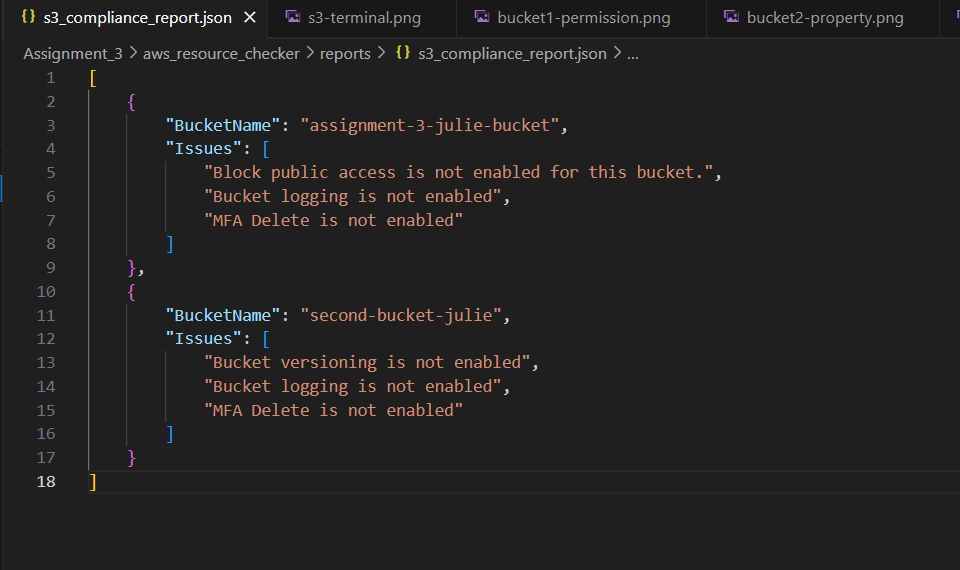 {} s3_compliance_report.json ✕ s3-terminal.png bucket1-permission.png bucket2-property.png
Assignment_3 > aws_resource_checker > reports > {} s3_compliance_report.json > ...
1 [
2 {
3 "BucketName": "assignment-3-julie-bucket",
4 "Issues": [
5 "Block public access is not enabled for this bucket.",
6 "Bucket logging is not enabled",
7 "MFA Delete is not enabled"
8 ]
9 },
10 {
11 "BucketName": "second-bucket-julie",
12 "Issues": [
13 "Bucket versioning is not enabled",
14 "Bucket logging is not enabled",
15 "MFA Delete is not enabled"
16 ]
17 }
18 ]